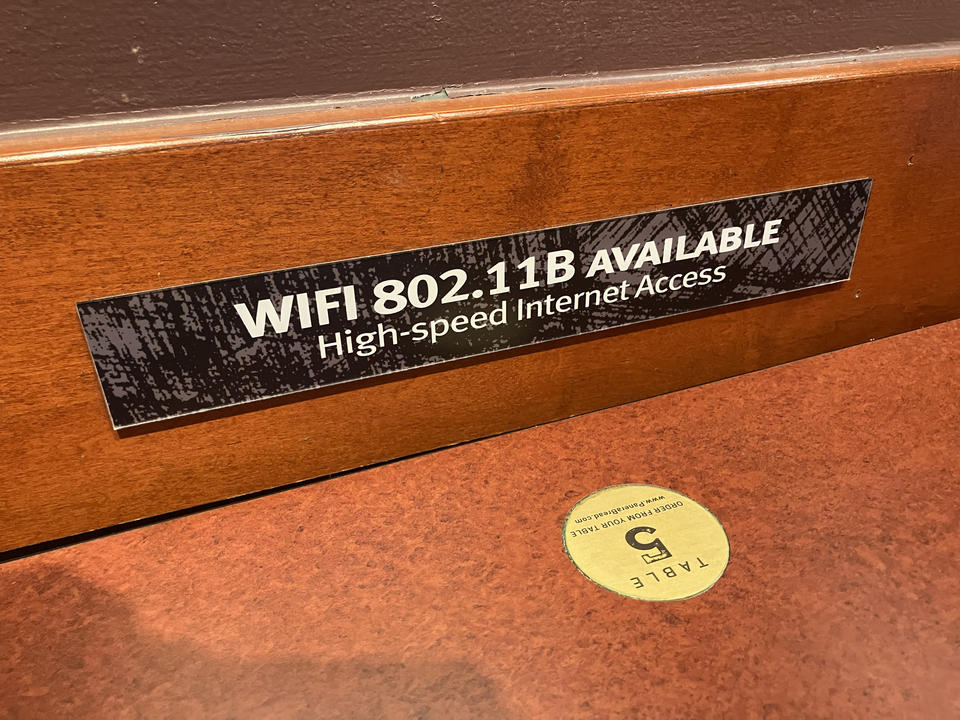 WIFI 802.11B AVAILABLE
High-speed Internet Access
TABLE
5
ORDER FROM YOUR TABLE
www.PaneraBread.com